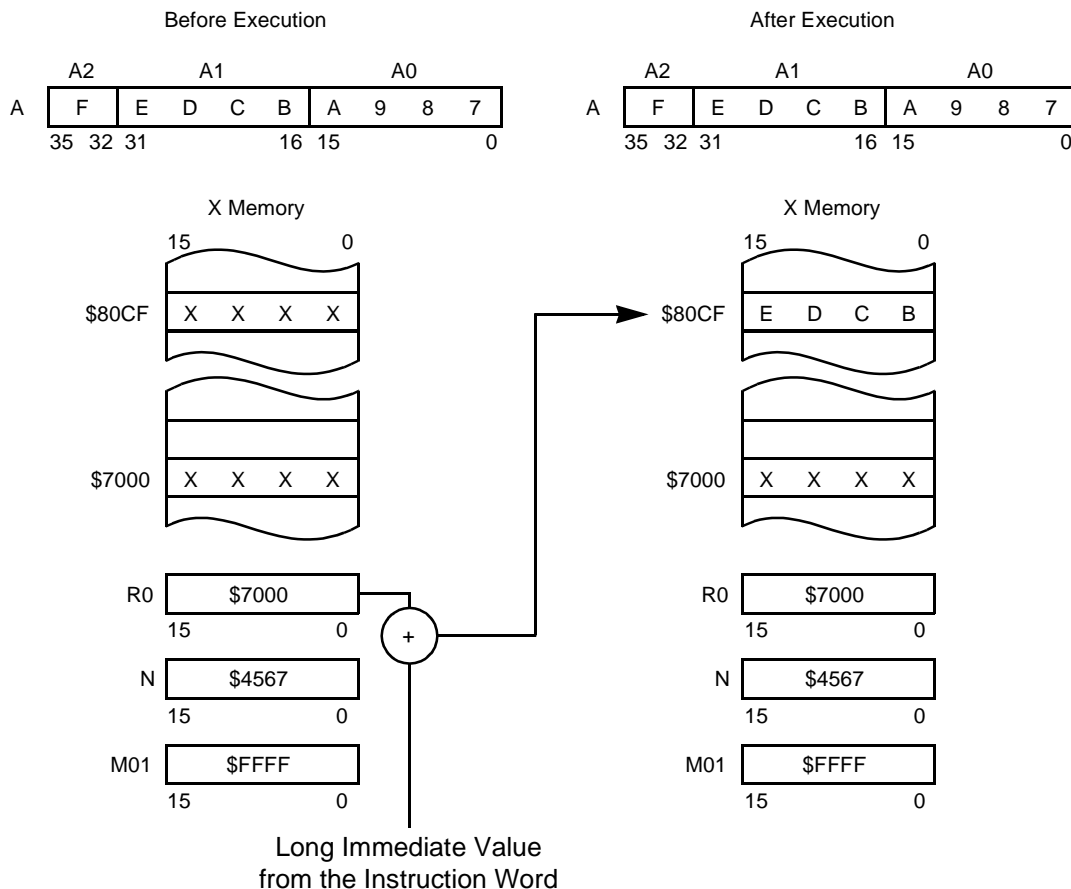 Before Execution After Execution
A2 A1 A0 A2 A1 A0
A F E D C B A 9 8 7 A F E D C B A 9 8 7
35 32 31 16 15 0 35 32 31 16 15 0
X Memory X Memory
15 0 15 0
$80CF X X X X $80CF E D C B
$7000 X X X X $7000 X X X X
R0 $7000 R0 $7000
15 0 + 15 0
N $4567 N $4567
15 0 15 0
M01 $FFFF M01 $FFFF
15 0 15 0
Long Immediate Value
from the Instruction Word